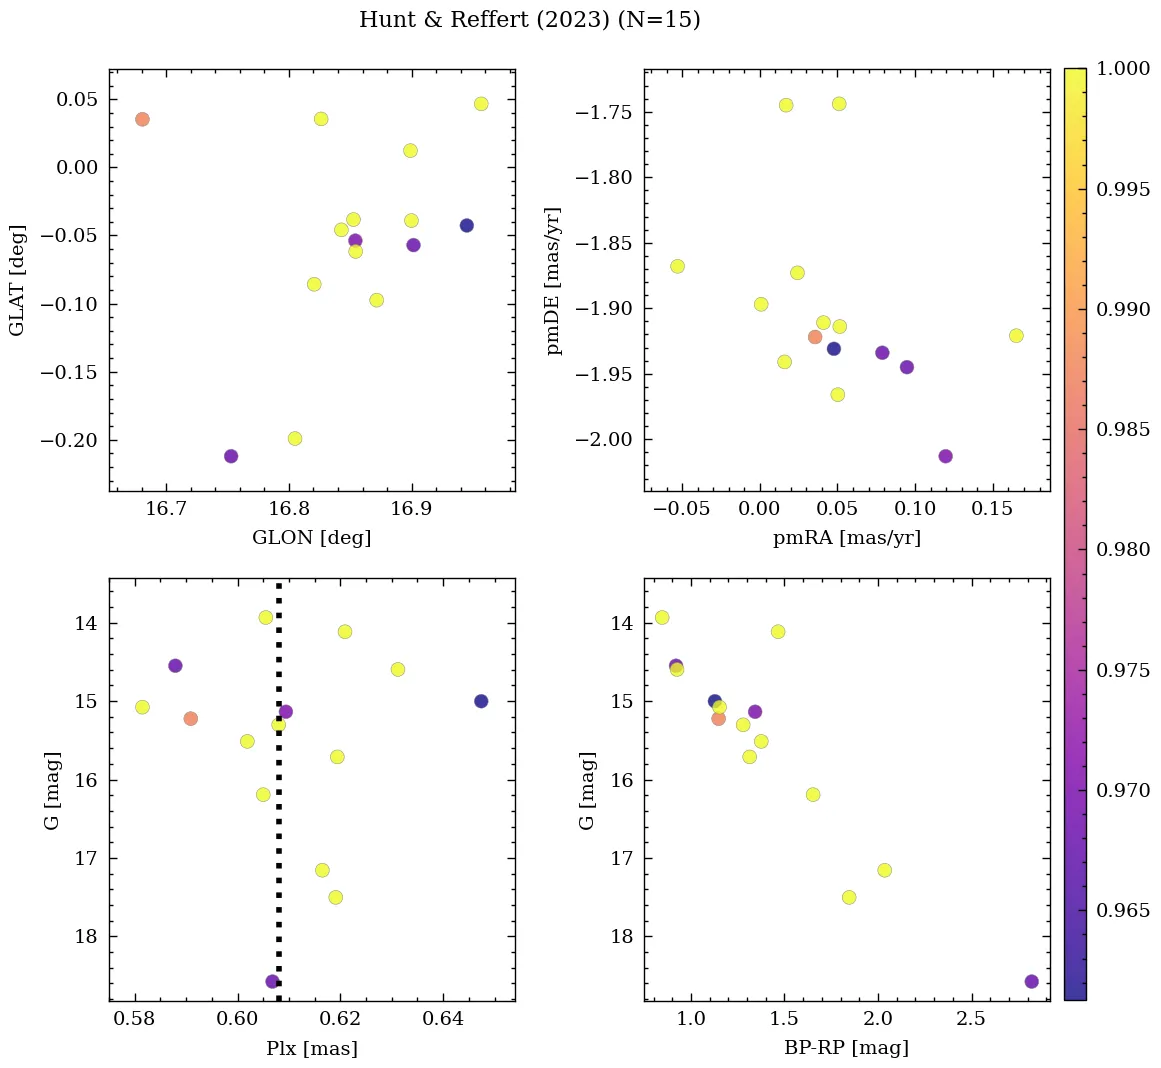 Hunt & Reffert (2023) (N=15)
0.05
0.00
−0.05
−0.10
−0.15
−0.20
GLAT [deg]
16.7 16.8 16.9
GLON [deg]
−1.75
−1.80
−1.85
−1.90
−1.95
−2.00
pmDE [mas/yr]
−0.05 0.00 0.05 0.10 0.15
pmRA [mas/yr]
14
15
16
17
18
G [mag]
0.58 0.60 0.62 0.64
Plx [mas]
14
15
16
17
18
G [mag]
1.0 1.5 2.0 2.5
BP-RP [mag]
1.000
0.995
0.990
0.985
0.980
0.975
0.970
0.965